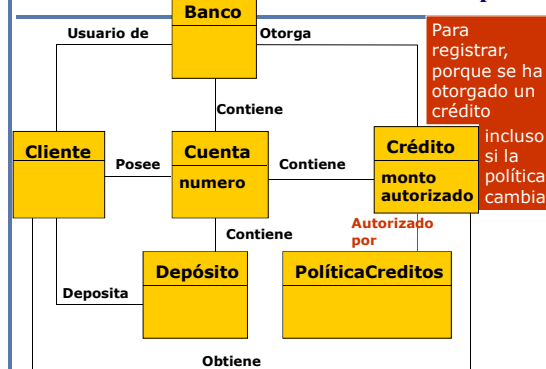 Banco
Usuario de
Otorga
Para
registrar,
porque se ha
otorgado un
crédito
incluso
si la
política
cambia
Contiene
Cliente
Posee
Cuenta
numero
Contiene
Crédito
monto
autorizado
Autorizado
por
Contiene
Depósito
PolíticaCreditos
Deposita
Obtiene